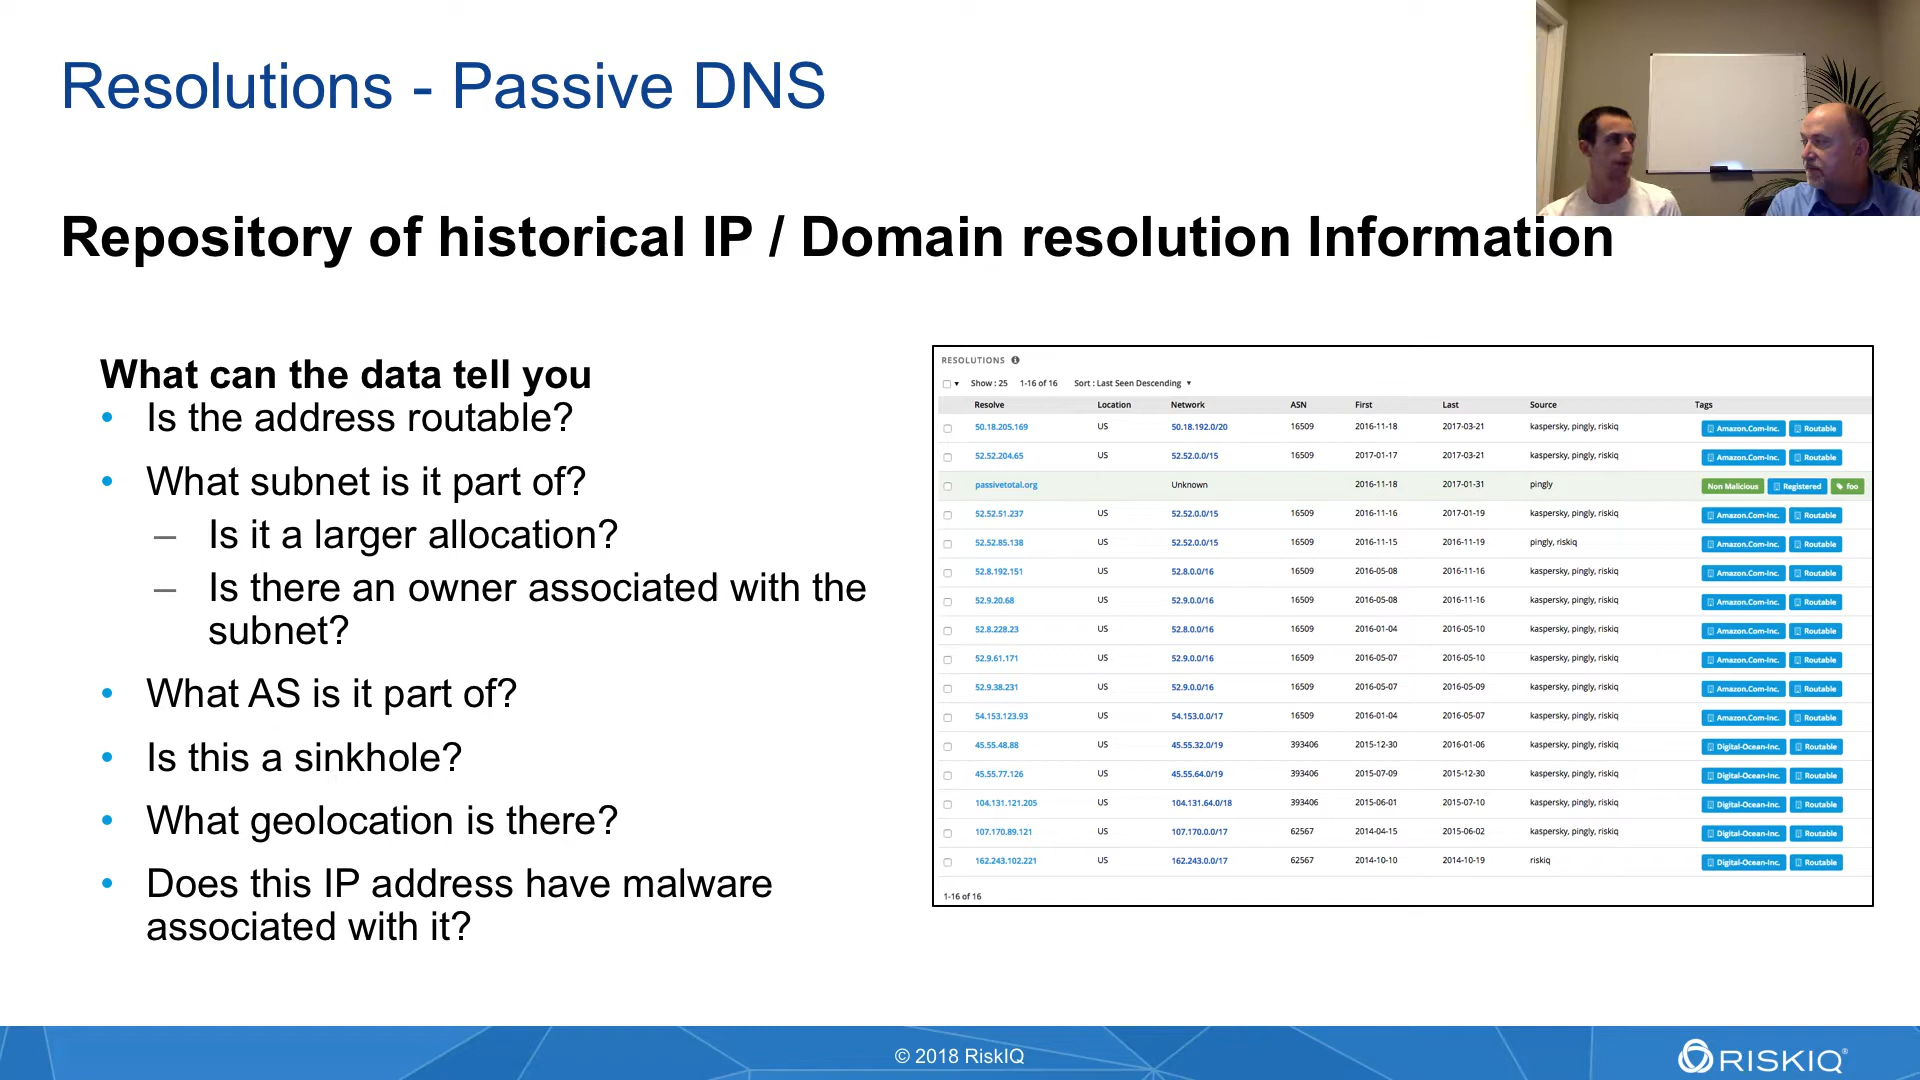 Resolutions - Passive DNS
Repository of historical IP / Domain resolution Information
What can the data tell you
• Is the address routable?
• What subnet is it part of?
– Is it a larger allocation?
– Is there an owner associated with the
subnet?
• What AS is it part of?
• Is this a sinkhole?
• What geolocation is there?
• Does this IP address have malware
associated with it?
RESOLUTIONS
Show : 25 1-16 of 16 Sort : Last Seen Descending
Resolve Location Network ASN First Last Source Tags
50.18.205.169 US 50.18.192.0/20 16509 2016-11-18 2017-03-21 kaspersky, pingly, riskiq Amazon.Com-Inc. Routable
52.52.204.65 US 52.52.0.0/15 16509 2017-01-17 2017-03-21 kaspersky, pingly, riskiq Amazon.Com-Inc. Routable
passivetotal.org Unknown 2016-11-18 2017-01-31 pingly Non Malicious Registered foo
52.52.51.237 US 52.52.0.0/15 16509 2016-11-16 2017-01-19 kaspersky, pingly, riskiq Amazon.Com-Inc. Routable
52.52.85.138 US 52.52.0.0/15 16509 2016-11-15 2016-11-19 pingly, riskiq Amazon.Com-Inc. Routable
52.8.192.151 US 52.8.0.0/16 16509 2016-05-08 2016-11-16 kaspersky, pingly, riskiq Amazon.Com-Inc. Routable
52.9.20.68 US 52.9.0.0/16 16509 2016-05-08 2016-11-16 kaspersky, pingly, riskiq Amazon.Com-Inc. Routable
52.8.228.23 US 52.8.0.0/16 16509 2016-01-04 2016-05-10 kaspersky, pingly, riskiq Amazon.Com-Inc. Routable
52.9.61.171 US 52.9.0.0/16 16509 2016-05-07 2016-05-10 kaspersky, pingly, riskiq Amazon.Com-Inc. Routable
52.9.38.231 US 52.9.0.0/16 16509 2016-05-07 2016-05-09 kaspersky, pingly, riskiq Amazon.Com-Inc. Routable
54.153.123.93 US 54.153.0.0/17 16509 2016-01-04 2016-05-07 kaspersky, pingly, riskiq Amazon.Com-Inc. Routable
45.55.48.88 US 45.55.32.0/19 393406 2015-12-30 2016-01-06 kaspersky, pingly, riskiq Digital-Ocean-Inc. Routable
45.55.77.126 US 45.55.64.0/19 393406 2015-07-09 2015-12-30 kaspersky, pingly, riskiq Digital-Ocean-Inc. Routable
104.131.121.205 US 104.131.64.0/18 393406 2015-06-01 2015-07-10 kaspersky, pingly, riskiq Digital-Ocean-Inc. Routable
107.170.89.121 US 107.170.0.0/17 62567 2014-04-15 2015-06-02 kaspersky, pingly, riskiq Digital-Ocean-Inc. Routable
162.243.102.221 US 162.243.0.0/17 62567 2014-10-10 2014-10-19 riskiq Digital-Ocean-Inc. Routable
1-16 of 16
© 2018 RiskIQ
RISKIQ®